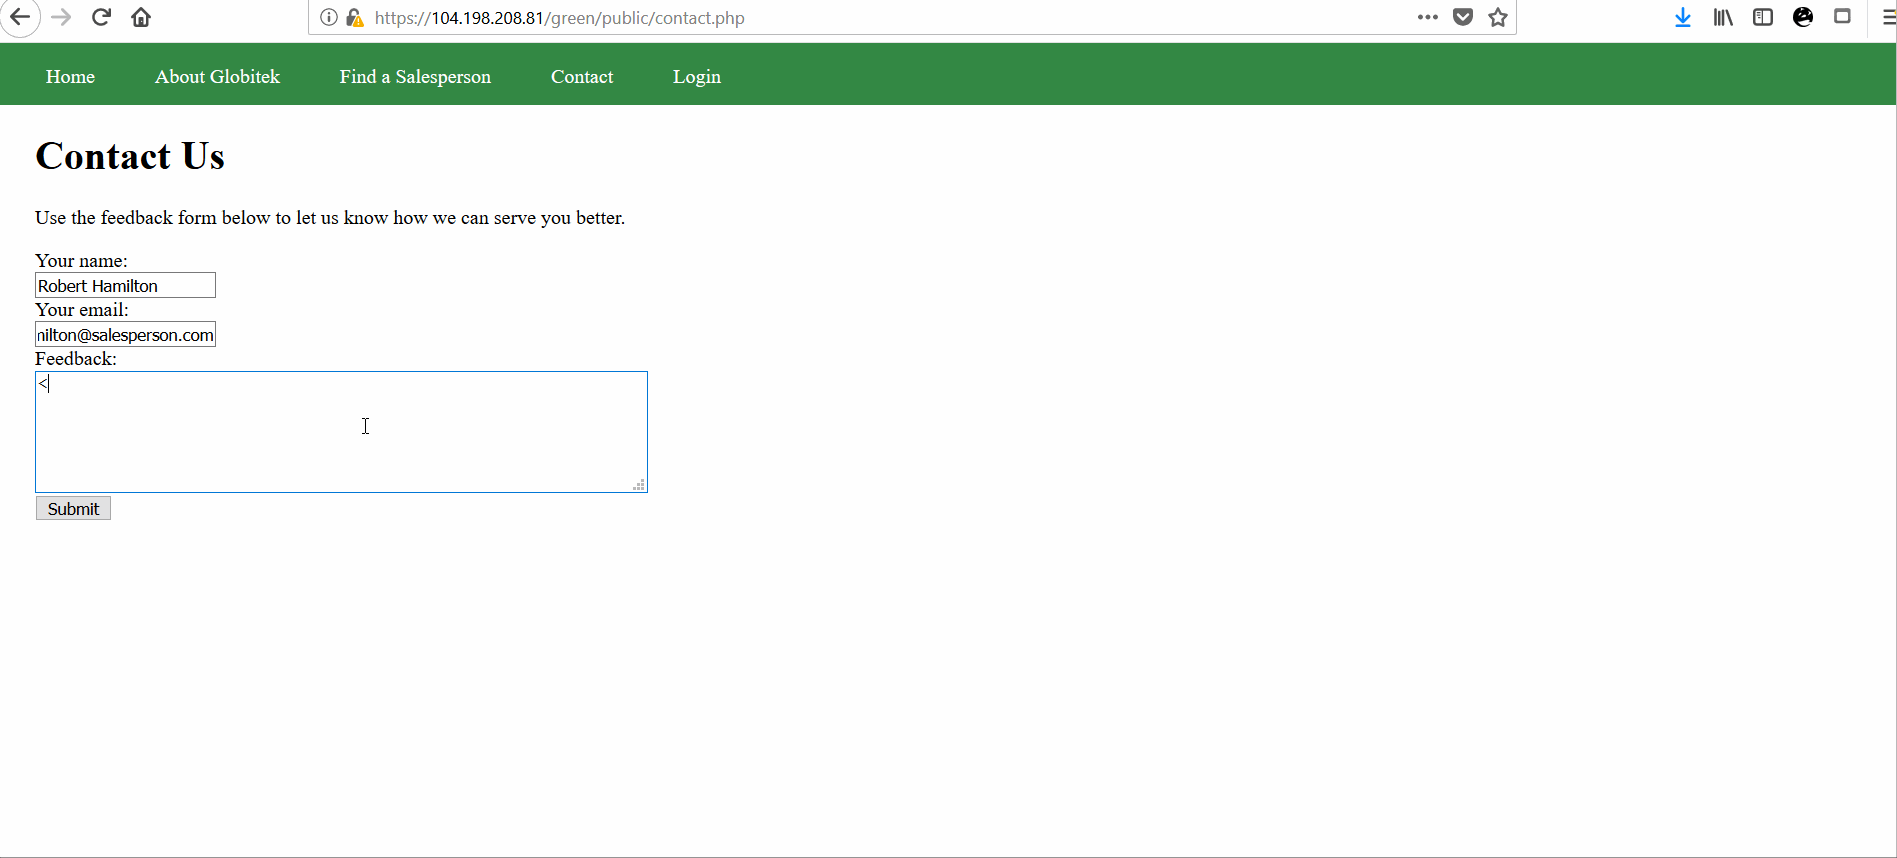 https://104.198.208.81/green/public/contact.php
Home About Globitek Find a Salesperson Contact Login
Contact Us
Use the feedback form below to let us know how we can serve you better.
Your name:
Robert Hamilton
Your email:
nilton@salesperson.com
Feedback:
<
Submit